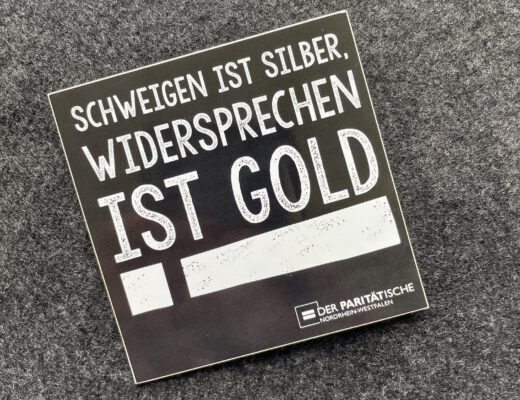 SCHWEIGEN IST SILBER,
WIDERSPRECHEN
IST GOLD
DER PARITÄTISCHE
NORDRHEIN-WESTFALEN